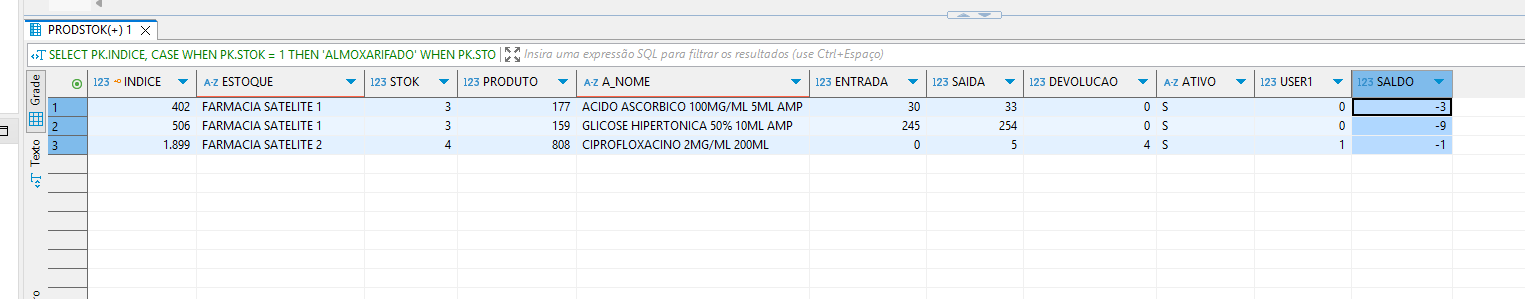 PRODSTOK(+) 1
SELECT PK.INDICE, CASE WHEN PK.STOK = 1 THEN 'ALMOXARIFADO' WHEN PK.STO Insira uma expressão SQL para filtrar os resultados (use Ctrl+Espaço)
Grade
Texto
123 INDICE A-Z ESTOQUE 123 STOK 123 PRODUTO A-Z A_NOME 123 ENTRADA 123 SAIDA 123 DEVOLUCAO A-Z ATIVO 123 USER1 123 SALDO
1 402 FARMACIA SATELITE 1 3 177 ACIDO ASCORBICO 100MG/ML 5ML AMP 30 33 0 S 0 -3
2 506 FARMACIA SATELITE 1 3 159 GLICOSE HIPERTONICA 50% 10ML AMP 245 254 0 S 0 -9
3 1.899 FARMACIA SATELITE 2 4 808 CIPROFLOXACINO 2MG/ML 200ML 0 5 4 S 1 -1